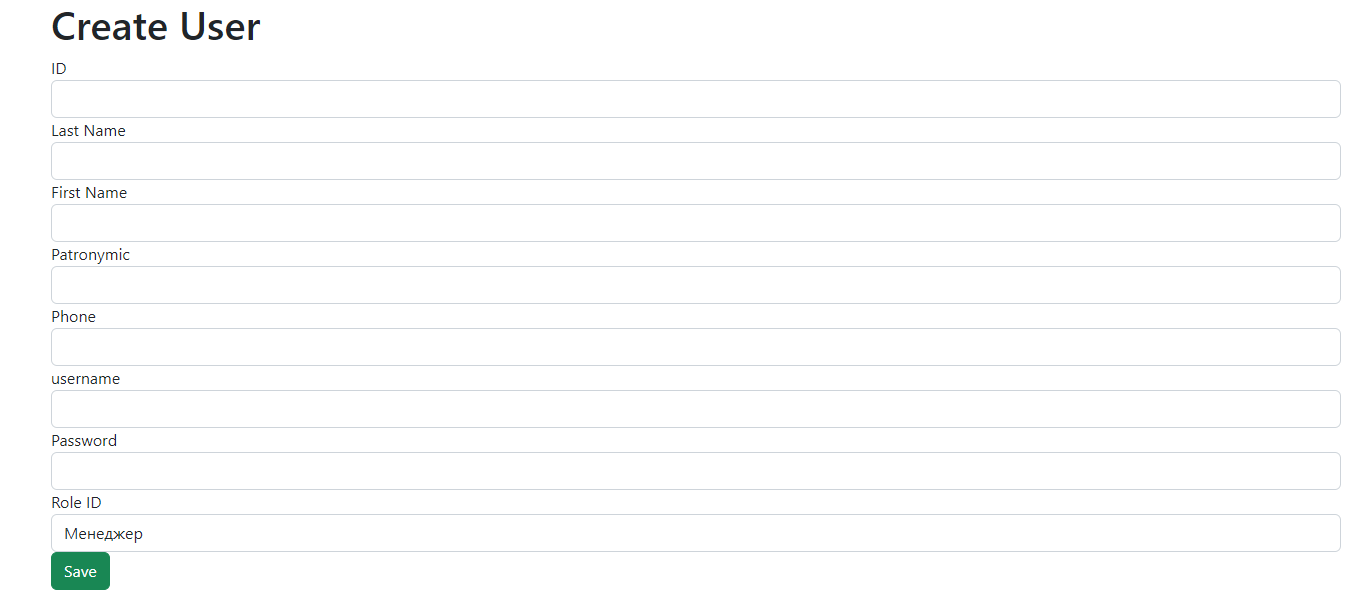 Create User
ID
Last Name
First Name
Patronymic
Phone
username
Password
Role ID
Менеджер
Save